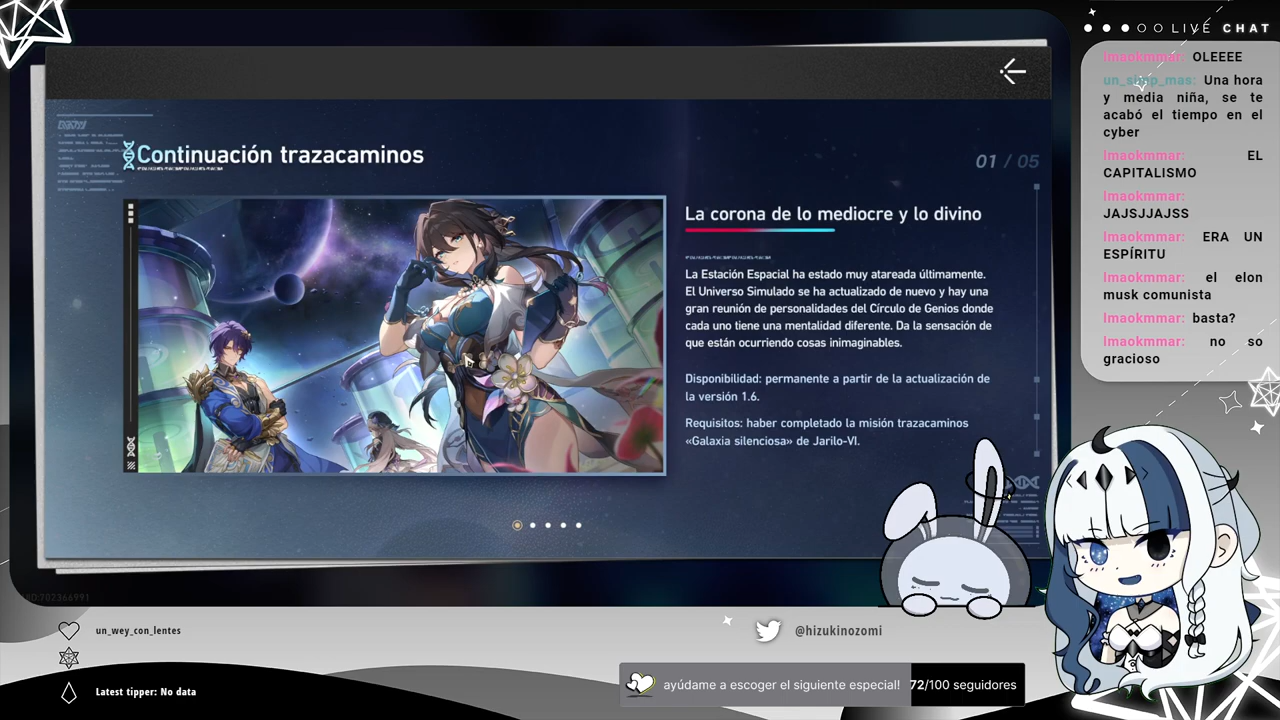 LIVE CHAT
lmaokmmar: OLEEEE
un_simp_mas: Una hora
y media niña, se te
acabó el tiempo en el
cyber
lmaokmmar: EL
CAPITALISMO
lmaokmmar:
JAJSJJAJSS
lmaokmmar: ERA UN
ESPÍRITU
lmaokmmar: el elon
musk comunista
lmaokmmar: basta?
lmaokmmar: no so
gracioso
Continuación trazacaminos
01 / 05
La corona de lo mediocre y lo divino
La Estación Espacial ha estado muy atareada últimamente.
El Universo Simulado se ha actualizado de nuevo y hay una
gran reunión de personalidades del Círculo de Genios donde
cada uno tiene una mentalidad diferente. Da la sensación de
que están ocurriendo cosas inimaginables.
Disponibilidad: permanente a partir de la actualización de
la versión 1.6.
Requisitos: haber completado la misión trazacaminos
«Galaxia silenciosa» de Jarilo-VI.
UID:702366991
un_wey_con_lentes
@hizukinozomi
Latest tipper: No data
ayúdame a escoger el siguiente especial! 72/100 seguidores